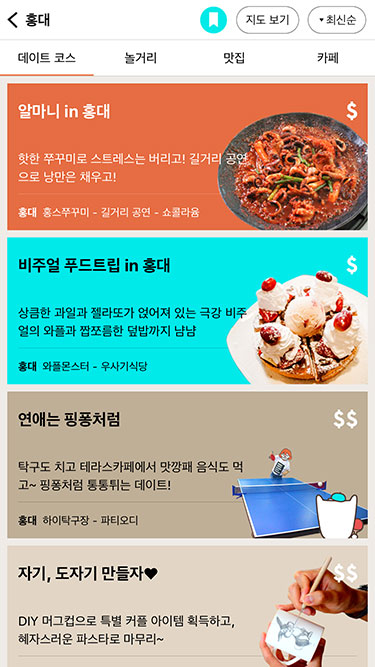 홍대
지도 보기
▾최신순
데이트 코스
놀거리
맛집
카페
알마니 in 홍대
$
핫한 쭈꾸미로 스트레스는 버리고! 길거리 공연
으로 낭만은 채우고!
홍대 홍스쭈꾸미 - 길거리 공연 - 쇼콜라윰
비주얼 푸드트립 in 홍대
$
상큼한 과일과 젤라또가 얹어져 있는 극강 비주
얼의 와플과 짭쪼름한 덮밥까지 냠냠
홍대 와플몬스터 - 우사기식당
연애는 핑퐁처럼
$$
탁구도 치고 테라스카페에서 맛깡패 음식도 먹
고~ 핑퐁처럼 통통튀는 데이트!
홍대 하이탁구장 - 파티오디
자기, 도자기 만들자♥
$$
DIY 머그컵으로 특별 커플 아이템 획득하고,
혜자스러운 파스타로 마무리~